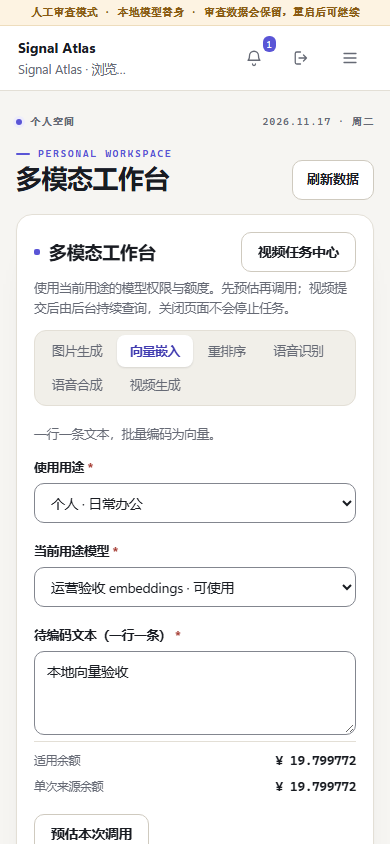 人工审查模式 · 本地模型替身 · 审查数据会保留，重启后可继续
Signal Atlas
Signal Atlas · 浏览...
1
个人空间
2026.11.17 · 周二
PERSONAL WORKSPACE
多模态工作台
刷新数据
多模态工作台
视频任务中心
使用当前用途的模型权限与额度。先预估再调用；视频提
交后由后台持续查询，关闭页面不会停止任务。
图片生成 向量嵌入 重排序 语音识别
语音合成 视频生成
一行一条文本，批量编码为向量。
使用用途 *
个人 · 日常办公
当前用途模型 *
运营验收 embeddings · 可使用
待编码文本（一行一条） *
本地向量验收
适用余额 ¥ 19.799772
单次来源余额 ¥ 19.799772
预估本次调用